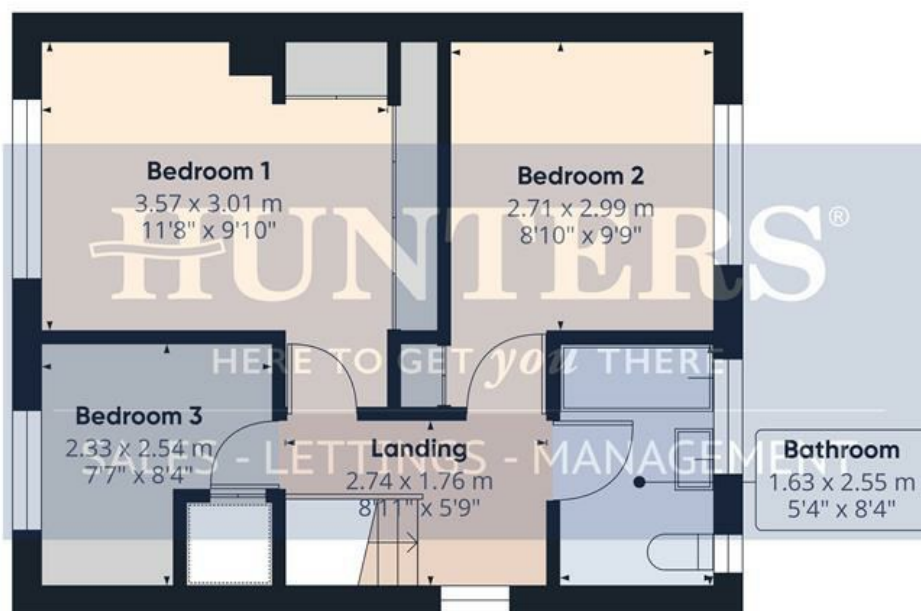 Bedroom 1
3.57 x 3.01 m
11'8" x 9'10"
Bedroom 2
2.71 x 2.99 m
8'10" x 9'9"
HUNTERS®
HERE TO GET you THERE
Bedroom 3
2.33 x 2.54 m
7'7" x 8'4"
Landing
2.74 x 1.76 m
8'11" x 5'9"
Bathroom
1.63 x 2.55 m
5'4" x 8'4"
SALES - LETTINGS - MANAGEMENT